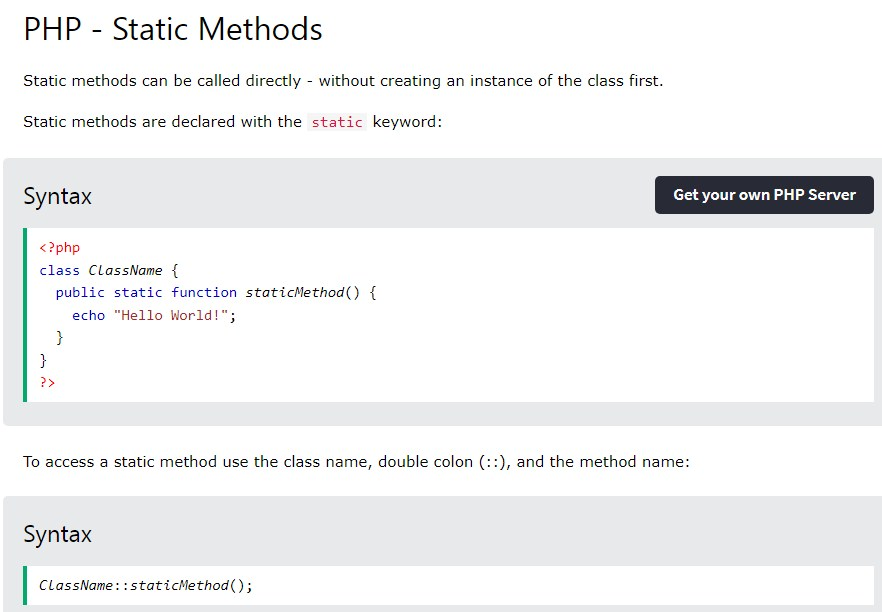 PHP - Static Methods
Static methods can be called directly - without creating an instance of the class first.
Static methods are declared with the static keyword:
Syntax
Get your own PHP Server
<?php
class ClassName {
  public static function staticMethod() {
    echo "Hello World!";
  }
}
?>
To access a static method use the class name, double colon (::), and the method name:
Syntax
ClassName::staticMethod();